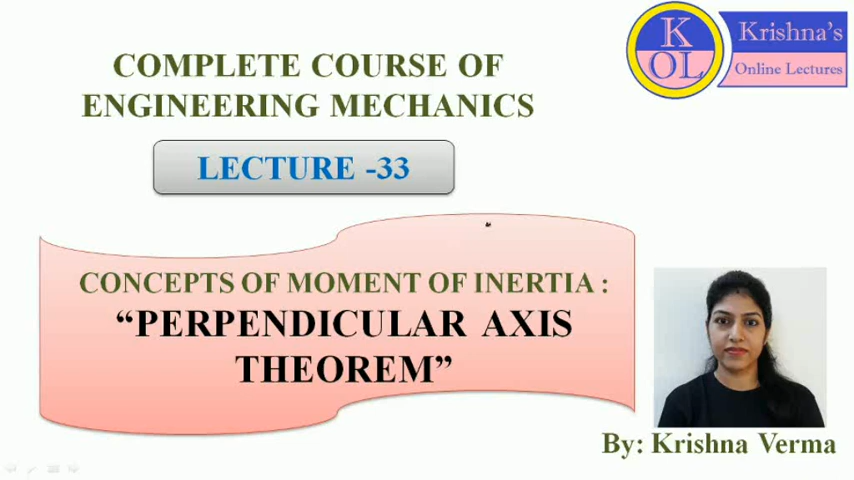 K
OL
Krishna's
Online Lectures
COMPLETE COURSE OF
ENGINEERING MECHANICS
LECTURE -33
CONCEPTS OF MOMENT OF INERTIA :
“PERPENDICULAR AXIS
THEOREM”
By: Krishna Verma